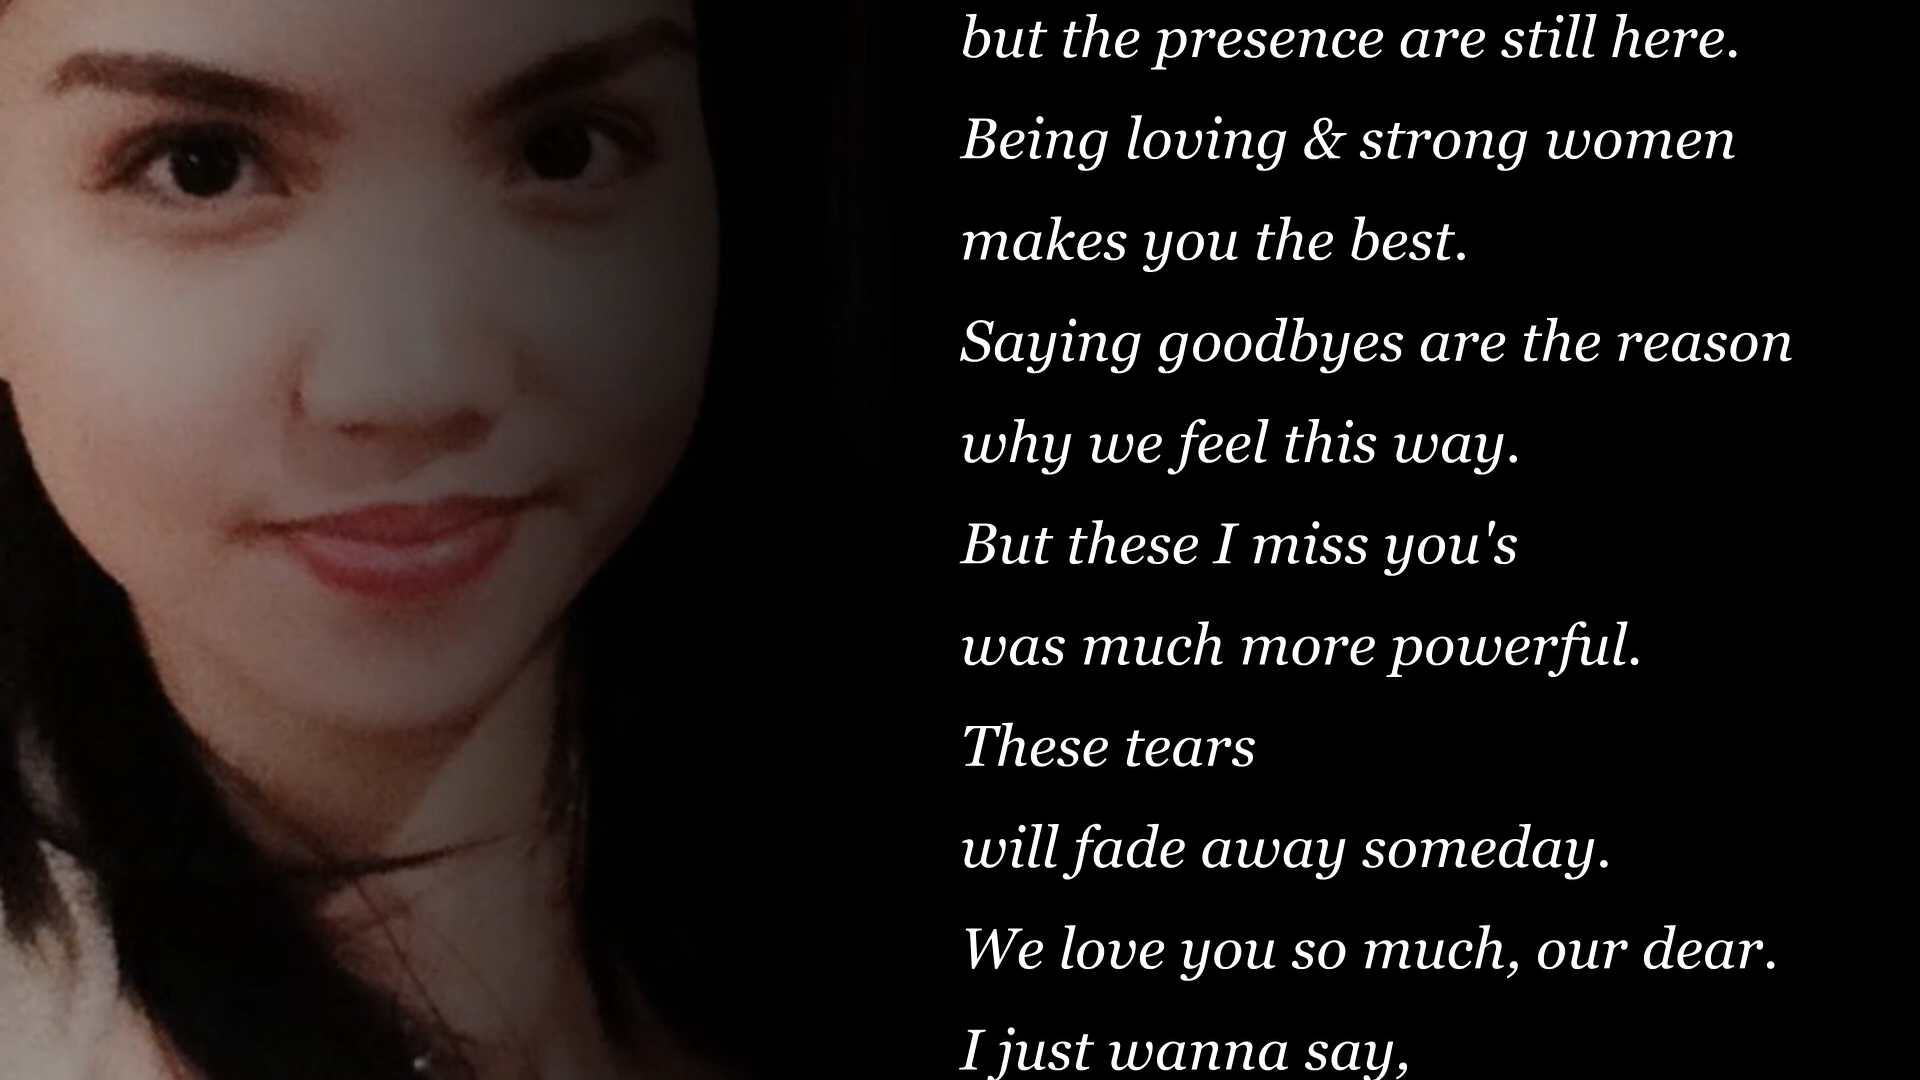 but the presence are still here.
Being loving & strong women
makes you the best.
Saying goodbyes are the reason
why we feel this way.
But these I miss you's
was much more powerful.
These tears
will fade away someday.
We love you so much, our dear.
I just wanna say,